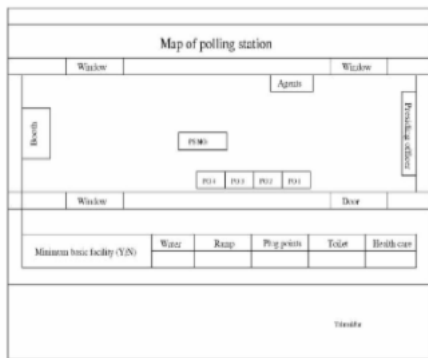 Map of polling station
Window Window
Agents
Booth
Presiding officer
PO4 PO3 PO2 PO1
Window Door
Minimum basic facility (Y/N) Water Ramp Plug points Toilet Health care